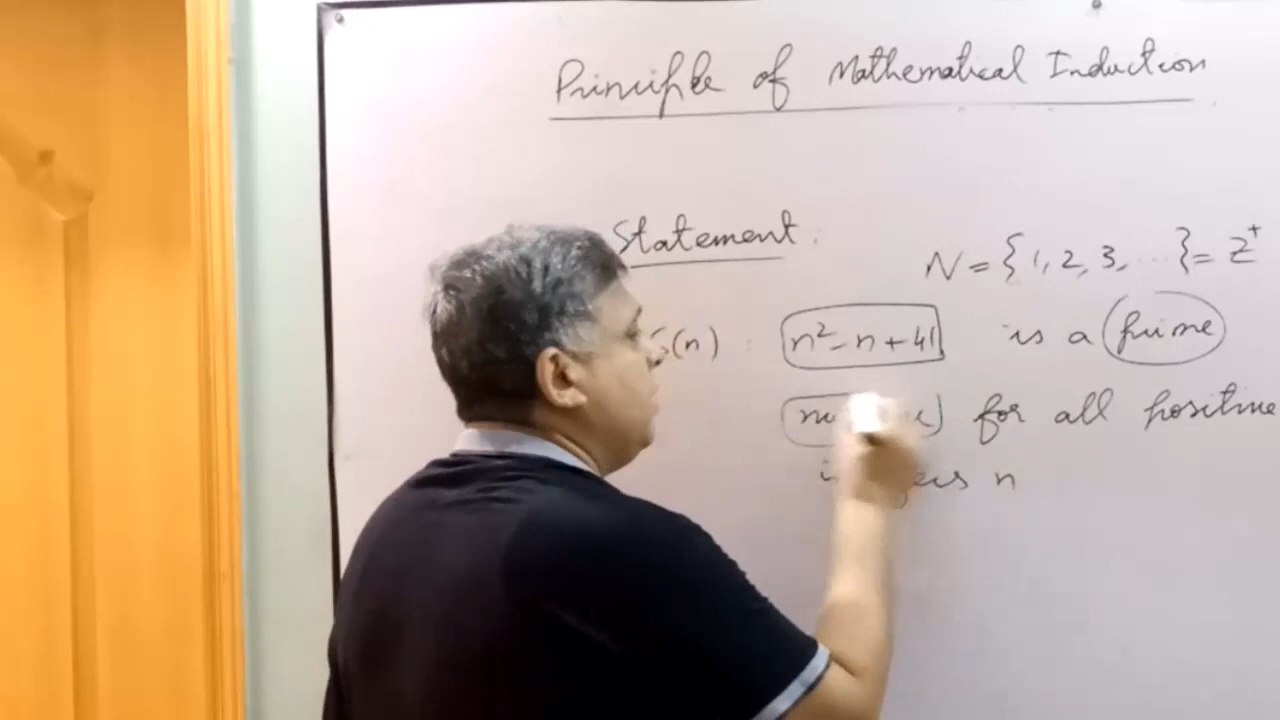 Principle of Mathematical Induction
Statement:
N = {1, 2, 3, ...} = Z⁺
S(n) : n² - n + 41 is a prime
for all positive
n